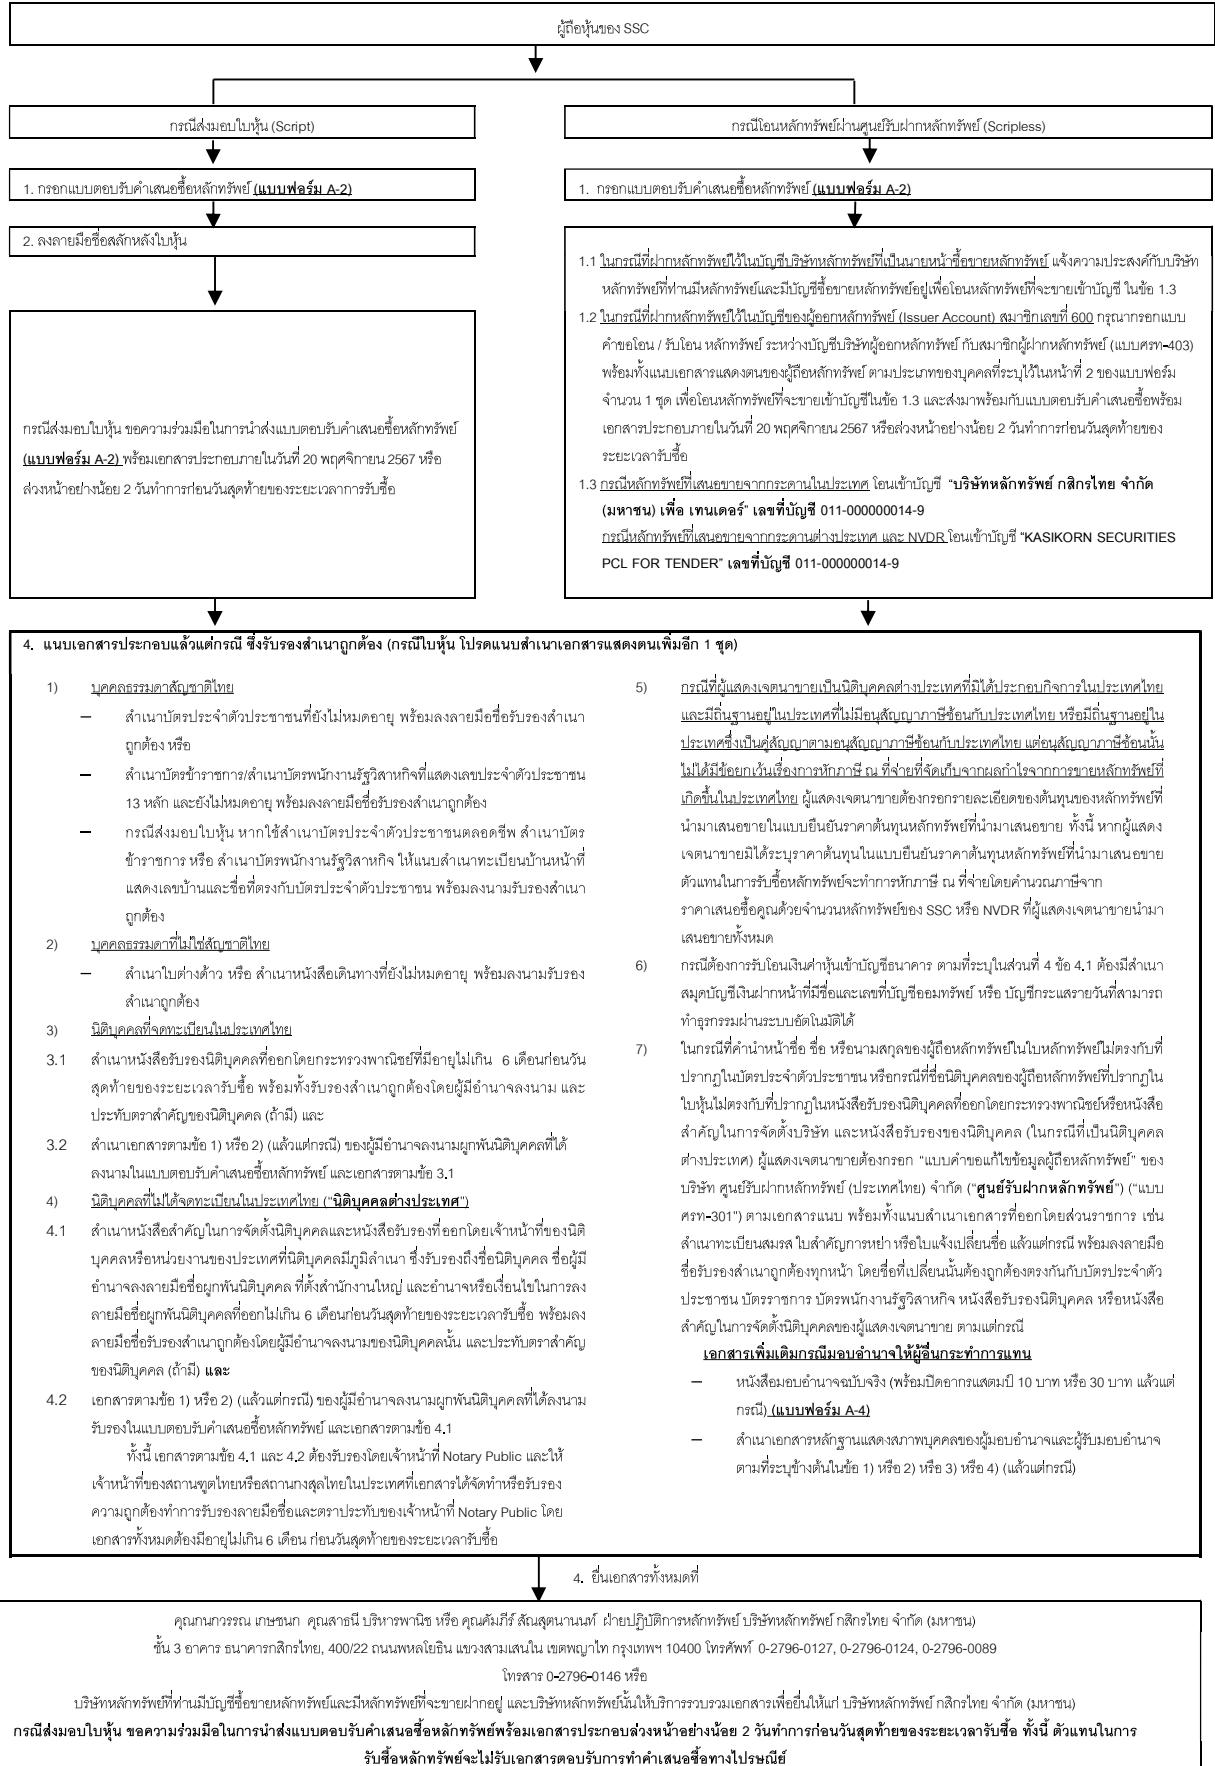 ผู้ถือหุ้นของ SSC
กรณีส่งมอบใบหุ้น (Script)
1. กรอกแบบตอบรับคำเสนอซื้อหลักทรัพย์ (แบบฟอร์ม A-2)
2. ลงลายมือชื่อสลักหลังใบหุ้น
กรณีส่งมอบใบหุ้น ขอความร่วมมือในการนำส่งแบบตอบรับคำเสนอซื้อหลักทรัพย์
(แบบฟอร์ม A-2) พร้อมเอกสารประกอบภายในวันที่ 20 พฤศจิกายน 2567 หรือ
ล่วงหน้าอย่างน้อย 2 วันทำการก่อนวันสุดท้ายของระยะเวลาการรับซื้อ
กรณีโอนหลักทรัพย์ผ่านศูนย์รับฝากหลักทรัพย์ (Scripless)
1. กรอกแบบตอบรับคำเสนอซื้อหลักทรัพย์ (แบบฟอร์ม A-2)
1.1 ในกรณีที่ฝากหลักทรัพย์ไว้ในบัญชีบริษัทหลักทรัพย์ที่เป็นนายหน้าซื้อขายหลักทรัพย์ แจ้งความประสงค์กับบริษัท
หลักทรัพย์ที่ท่านมีหลักทรัพย์และมีบัญชีซื้อขายหลักทรัพย์อยู่เพื่อโอนหลักทรัพย์ที่จะขายเข้าบัญชี ในข้อ 1.3
1.2 ในกรณีที่ฝากหลักทรัพย์ไว้ในบัญชีของผู้ออกหลักทรัพย์ (Issuer Account) สมาชิกเลขที่ 600 กรุณากรอกแบบ
คำขอโอน / รับโอน หลักทรัพย์ ระหว่างบัญชีบริษัทผู้ออกหลักทรัพย์ กับสมาชิกผู้ฝากหลักทรัพย์ (แบบศรท-403)
พร้อมทั้งแนบเอกสารแสดงตนของผู้ถือหลักทรัพย์ ตามประเภทของบุคคลที่ระบุไว้ในหน้าที่ 2 ของแบบฟอร์ม
จำนวน 1 ชุด เพื่อโอนหลักทรัพย์ที่จะขายเข้าบัญชีในข้อ 1.3 และส่งมาพร้อมกับแบบตอบรับคำเสนอซื้อพร้อม
เอกสารประกอบภายในวันที่ 20 พฤศจิกายน 2567 หรือล่วงหน้าอย่างน้อย 2 วันทำการก่อนวันสุดท้ายของ
ระยะเวลารับซื้อ
1.3 กรณีหลักทรัพย์ที่เสนอขายจากกระดานในประเทศ โอนเข้าบัญชี “บริษัทหลักทรัพย์ กสิกรไทย จำกัด
(มหาชน) เพื่อ เทนเดอร์” เลขที่บัญชี 011-000000014-9
กรณีหลักทรัพย์ที่เสนอขายจากกระดานต่างประเทศ และ NVDR โอนเข้าบัญชี “KASIKORN SECURITIES
PCL FOR TENDER” เลขที่บัญชี 011-000000014-9
4. แนบเอกสารประกอบแล้วแต่กรณี ซึ่งรับรองสำเนาถูกต้อง (กรณีใบหุ้น โปรดแนบสำเนาเอกสารแสดงตนเพิ่มอีก 1 ชุด)
1) บุคคลธรรมดาสัญชาติไทย
– สำเนาบัตรประจำตัวประชาชนที่ยังไม่หมดอายุ พร้อมลงลายมือชื่อรับรองสำเนา
ถูกต้อง หรือ
– สำเนาบัตรข้าราชการ/สำเนาบัตรพนักงานรัฐวิสาหกิจที่แสดงเลขประจำตัวประชาชน
13 หลัก และยังไม่หมดอายุ พร้อมลงลายมือชื่อรับรองสำเนาถูกต้อง
– กรณีส่งมอบใบหุ้น หากใช้สำเนาบัตรประจำตัวประชาชนตลอดชีพ สำเนาบัตร
ข้าราชการ หรือ สำเนาบัตรพนักงานรัฐวิสาหกิจ ให้แนบสำเนาทะเบียนบ้านหน้าที่
แสดงเลขบ้านและชื่อที่ตรงกับบัตรประจำตัวประชาชน พร้อมลงนามรับรองสำเนา
ถูกต้อง
2) บุคคลธรรมดาที่ไม่ใช่สัญชาติไทย
– สำเนาใบต่างด้าว หรือ สำเนาหนังสือเดินทางที่ยังไม่หมดอายุ พร้อมลงนามรับรอง
สำเนาถูกต้อง
3) นิติบุคคลที่จดทะเบียนในประเทศไทย
3.1 สำเนาหนังสือรับรองนิติบุคคลที่ออกโดยกระทรวงพาณิชย์ที่มีอายุไม่เกิน 6 เดือนก่อนวัน
สุดท้ายของระยะเวลารับซื้อ พร้อมทั้งรับรองสำเนาถูกต้องโดยผู้มีอำนาจลงนาม และ
ประทับตราสำคัญของนิติบุคคล (ถ้ามี) และ
3.2 สำเนาเอกสารตามข้อ 1) หรือ 2) (แล้วแต่กรณี) ของผู้มีอำนาจลงนามผูกพันนิติบุคคลที่ได้
ลงนามในแบบตอบรับคำเสนอซื้อหลักทรัพย์ และเอกสารตามข้อ 3.1
4) นิติบุคคลที่ไม่ได้จดทะเบียนในประเทศไทย (“นิติบุคคลต่างประเทศ”)
4.1 สำเนาหนังสือสำคัญในการจัดตั้งนิติบุคคลและหนังสือรับรองที่ออกโดยเจ้าหน้าที่ของนิติ
บุคคลหรือหน่วยงานของประเทศที่นิติบุคคลมีภูมิลำเนา ซึ่งรับรองถึงชื่อนิติบุคคล ชื่อผู้มี
อำนาจลงลายมือชื่อผูกพันนิติบุคคล ที่ตั้งสำนักงานใหญ่ และอำนาจหรือเงื่อนไขในการลง
ลายมือชื่อผูกพันนิติบุคคลที่ออกไม่เกิน 6 เดือนก่อนวันสุดท้ายของระยะเวลารับซื้อ พร้อมลง
ลายมือชื่อรับรองสำเนาถูกต้องโดยผู้มีอำนาจลงนามของนิติบุคคลนั้น และประทับตราสำคัญ
ของนิติบุคคล (ถ้ามี) และ
4.2 เอกสารตามข้อ 1) หรือ 2) (แล้วแต่กรณี) ของผู้มีอำนาจลงนามผูกพันนิติบุคคลที่ได้ลงนาม
รับรองในแบบตอบรับคำเสนอซื้อหลักทรัพย์ และเอกสารตามข้อ 4.1
ทั้งนี้ เอกสารตามข้อ 4.1 และ 4.2 ต้องรับรองโดยเจ้าหน้าที่ Notary Public และให้
เจ้าหน้าที่ของสถานฑูตไทยหรือสถานกงสุลไทยในประเทศที่เอกสารได้จัดทำหรือรับรอง
ความถูกต้องทำการรับรองลายมือชื่อและตราประทับของเจ้าหน้าที่ Notary Public โดย
เอกสารทั้งหมดต้องมีอายุไม่เกิน 6 เดือน ก่อนวันสุดท้ายของระยะเวลารับซื้อ
5) กรณีที่ผู้แสดงเจตนาขายเป็นนิติบุคคลต่างประเทศที่มิได้ประกอบกิจการในประเทศไทย
และมีถิ่นฐานอยู่ในประเทศที่ไม่มีอนุสัญญาภาษีซ้อนกับประเทศไทย หรือมีถิ่นฐานอยู่ใน
ประเทศซึ่งเป็นคู่สัญญาตามอนุสัญญาภาษีซ้อนกับประเทศไทย แต่อนุสัญญาภาษีซ้อนนั้น
ไม่ได้มีข้อยกเว้นเรื่องการหักภาษี ณ ที่จ่ายที่จัดเก็บจากผลกำไรจากการขายหลักทรัพย์ที่
เกิดขึ้นในประเทศไทย ผู้แสดงเจตนาขายต้องกรอกรายละเอียดของต้นทุนของหลักทรัพย์ที่
นำมาเสนอขายในแบบยืนยันราคาต้นทุนหลักทรัพย์ที่นำมาเสนอขาย ทั้งนี้ หากผู้แสดง
เจตนาขายมิได้ระบุราคาต้นทุนในแบบยืนยันราคาต้นทุนหลักทรัพย์ที่นำมาเสนอขาย
ตัวแทนในการรับซื้อหลักทรัพย์จะทำการหักภาษี ณ ที่จ่ายโดยคำนวณภาษีจาก
ราคาเสนอซื้อคูณด้วยจำนวนหลักทรัพย์ของ SSC หรือ NVDR ที่ผู้แสดงเจตนาขายนำมา
เสนอขายทั้งหมด
6) กรณีต้องการรับโอนเงินค่าหุ้นเข้าบัญชีธนาคาร ตามที่ระบุในส่วนที่ 4 ข้อ 4.1 ต้องมีสำเนา
สมุดบัญชีเงินฝากหน้าที่มีชื่อและเลขที่บัญชีออมทรัพย์ หรือ บัญชีกระแสรายวันที่สามารถ
ทำธุรกรรมผ่านระบบอัตโนมัติได้
7) ในกรณีที่คำนำหน้าชื่อ ชื่อ หรือนามสกุลของผู้ถือหลักทรัพย์ในใบหลักทรัพย์ไม่ตรงกับที่
ปรากฏในบัตรประจำตัวประชาชน หรือกรณีที่ชื่อนิติบุคคลของผู้ถือหลักทรัพย์ที่ปรากฏใน
ใบหุ้นไม่ตรงกับที่ปรากฏในหนังสือรับรองนิติบุคคลที่ออกโดยกระทรวงพาณิชย์หรือหนังสือ
สำคัญในการจัดตั้งบริษัท และหนังสือรับรองของนิติบุคคล (ในกรณีที่เป็นนิติบุคคล
ต่างประเทศ) ผู้แสดงเจตนาขายต้องกรอก “แบบคำขอแก้ไขข้อมูลผู้ถือหลักทรัพย์” ของ
บริษัท ศูนย์รับฝากหลักทรัพย์ (ประเทศไทย) จำกัด (“ศูนย์รับฝากหลักทรัพย์”) (“แบบ
ศรท-301”) ตามเอกสารแนบ พร้อมทั้งแนบสำเนาเอกสารที่ออกโดยส่วนราชการ เช่น
สำเนาทะเบียนสมรส ใบสำคัญการหย่า หรือใบแจ้งเปลี่ยนชื่อ แล้วแต่กรณี พร้อมลงลายมือ
ชื่อรับรองสำเนาถูกต้องทุกหน้า โดยชื่อที่เปลี่ยนนั้นต้องถูกต้องตรงกันกับบัตรประจำตัว
ประชาชน บัตรราชการ บัตรพนักงานรัฐวิสาหกิจ หนังสือรับรองนิติบุคคล หรือหนังสือ
สำคัญในการจัดตั้งนิติบุคคลของผู้แสดงเจตนาขาย ตามแต่กรณี
เอกสารเพิ่มเติมกรณีมอบอำนาจให้ผู้อื่นกระทำการแทน
– หนังสือมอบอำนาจฉบับจริง (พร้อมปิดอากรแสตมป์ 10 บาท หรือ 30 บาท แล้วแต่
กรณี) (แบบฟอร์ม A-4)
– สำเนาเอกสารหลักฐานแสดงสภาพบุคคลของผู้มอบอำนาจและผู้รับมอบอำนาจ
ตามที่ระบุข้างต้นในข้อ 1) หรือ 2) หรือ 3) หรือ 4) (แล้วแต่กรณี)
4. ยื่นเอกสารทั้งหมดที่
คุณกนกวรรณ เกษชนก คุณสาธนี บริหารพานิช หรือ คุณคัมภีร์ สัณสุตนานนท์ ฝ่ายปฏิบัติการหลักทรัพย์ บริษัทหลักทรัพย์ กสิกรไทย จำกัด (มหาชน)
ชั้น 3 อาคาร ธนาคารกสิกรไทย, 400/22 ถนนพหลโยธิน แขวงสามเสนใน เขตพญาไท กรุงเทพฯ 10400 โทรศัพท์ 0-2796-0127, 0-2796-0124, 0-2796-0089
โทรสาร 0-2796-0146 หรือ
บริษัทหลักทรัพย์ที่ท่านมีบัญชีซื้อขายหลักทรัพย์และมีหลักทรัพย์ที่จะขายฝากอยู่ และบริษัทหลักทรัพย์นั้นให้บริการรวบรวมเอกสารเพื่อยื่นให้แก่ บริษัทหลักทรัพย์ กสิกรไทย จำกัด (มหาชน)
กรณีส่งมอบใบหุ้น ขอความร่วมมือในการนำส่งแบบตอบรับคำเสนอซื้อหลักทรัพย์พร้อมเอกสารประกอบล่วงหน้าอย่างน้อย 2 วันทำการก่อนวันสุดท้ายของระยะเวลารับซื้อ ทั้งนี้ ตัวแทนในการ
รับซื้อหลักทรัพย์จะไม่รับเอกสารตอบรับการทำคำเสนอซื้อทางไปรษณีย์